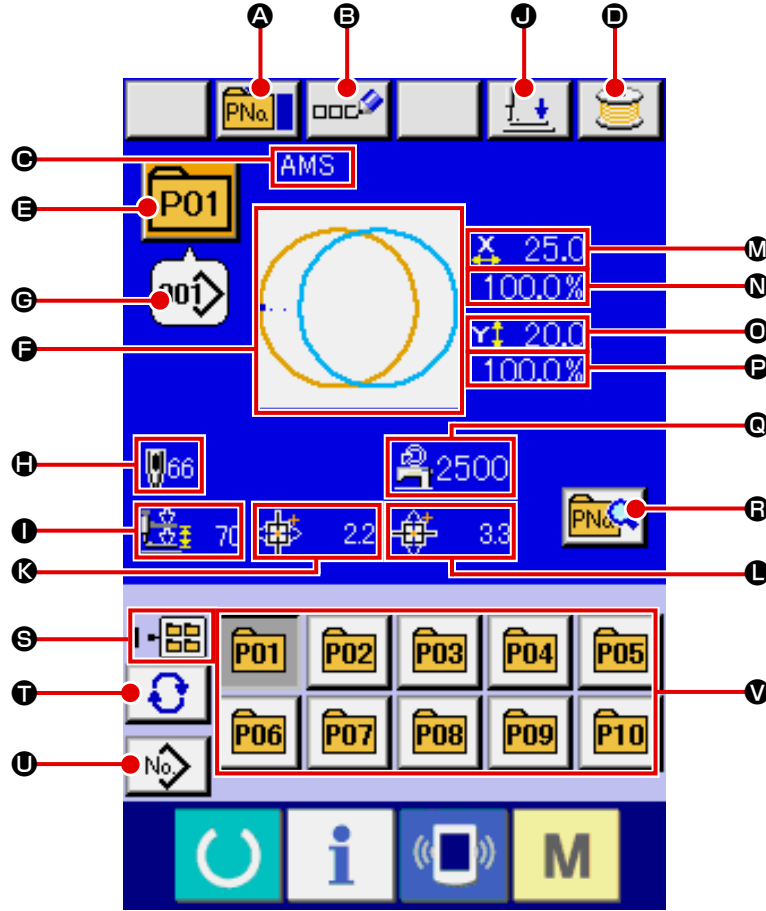 A B J D
PNo.
C AMS
E P01
M X 25.0
N 100.0%
G 001
O Y 20.0
F
P 100.0%
Q
H 66 2500
R PNo.
I 70 2.2 3.3
K L
S
P01 P02 P03 P04 P05
T V
P06 P07 P08 P09 P10
U No.
i M